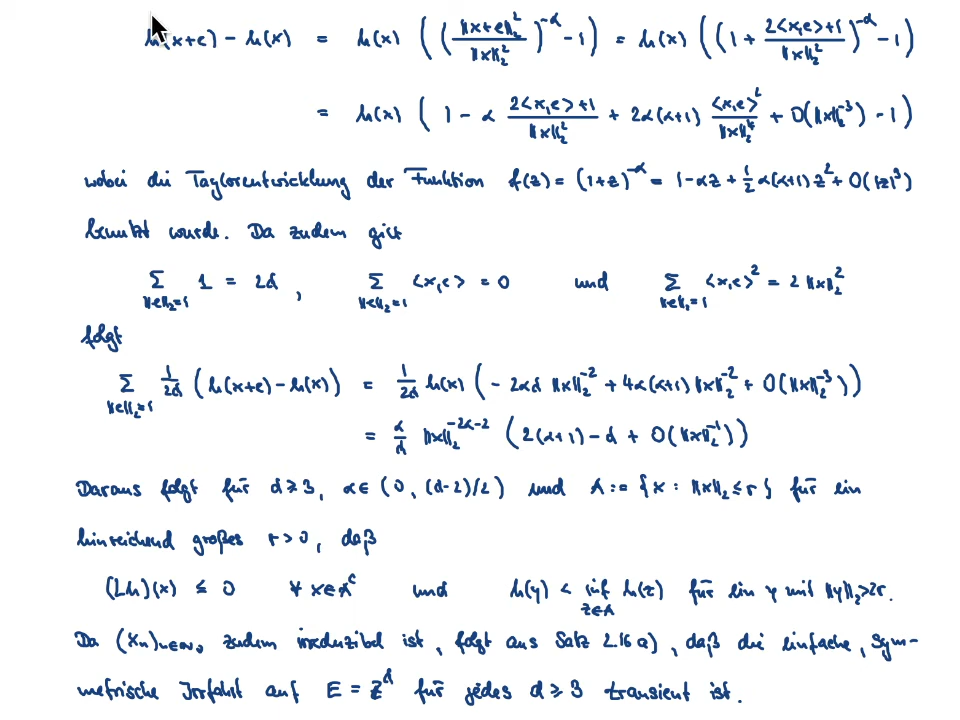 h(x+e) - h(x) = h(x) ( ( ‖x+e‖₂² / ‖x‖₂² )^{-α} - 1 ) = h(x) ( ( 1 + (2<x,e>+1) / ‖x‖₂² )^{-α} - 1 )
= h(x) ( 1 - α (2<x,e>+1) / ‖x‖₂² + 2α(α+1) <x,e>² / ‖x‖₂⁴ + O(‖x‖₂^{-3}) - 1 )
wobei die Taylorentwicklung der Funktion f(z) = (1+z)^{-α} = 1-αz + ½ α(α+1) z² + O(|z|³)
benutzt wurde. Da zudem gilt
∑_{‖e‖₂=1} 1 = 2d , ∑_{‖e‖₂=1} <x,e> = 0 und ∑_{‖e‖₂=1} <x,e>² = 2 ‖x‖₂²
folgt
∑_{‖e‖₂=1} 1/2d ( h(x+e) - h(x) ) = 1/2d h(x) ( - 2αd ‖x‖₂^{-2} + 4α(α+1) ‖x‖₂^{-2} + O(‖x‖₂^{-3}) )
= α/d ‖x‖₂^{-2α-2} ( 2(α+1) - d + O(‖x‖₂^{-1}) )
Daraus folgt für d ≥ 3, α ∈ (0, (d-2)/2) und A := { x : ‖x‖₂ ≤ r } für ein
hinreichend großes r > 0, daß
(Lh)(x) ≤ 0 ∀ x ∈ A^c und h(y) < inf_{z∈A} h(z) für ein y mit ‖y‖₂ > 2r.
Da (Xn)_{n∈ℕ₀} zudem irreduzibel ist, folgt aus Satz 2.16 a), daß die einfache, sym-
metrische Irrfahrt auf E = ℤ^d für jedes d ≥ 3 transient ist.